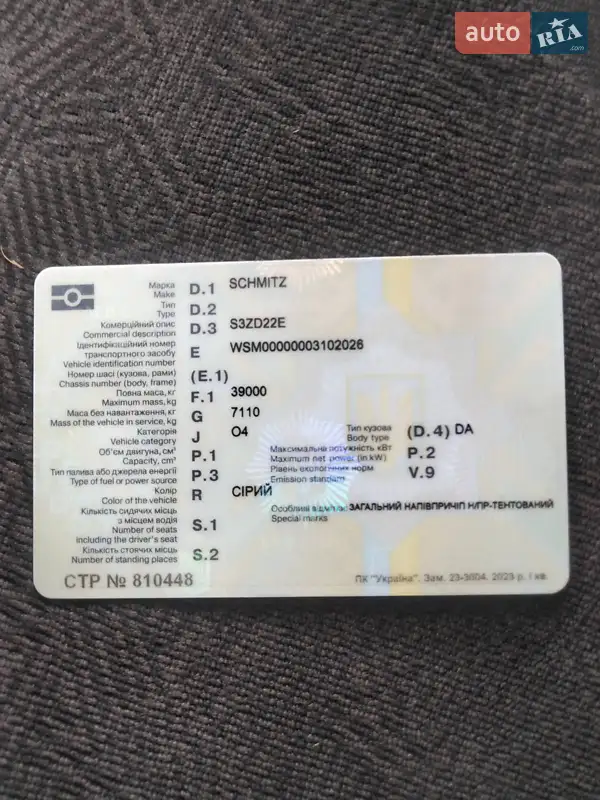 auto RIA .com
Марка
Make D.1 SCHMITZ
Тип
Type D.2
Комерційний опис
Commercial description D.3 S3ZD22E
Ідентифікаційний номер
транспортного засобу E WSM00000003102026
Vehicle identification number
Номер шасі (кузова, рами) (E.1)
Chassis number (body, frame)
Повна маса, кг F.1 39000
Maximum mass, kg
Маса без навантаження, кг G 7110
Mass of the vehicle in service, kg
Категорія J O4 Тип кузова (D.4) DA
Vehicle category Body type
Об'єм двигуна, см³ P.1 Максимальна потужність кВт P.2
Capacity, cm³ Maximum net power (in kW)
Тип палива або джерела енергії P.3 Рівень екологічних норм V.9
Type of fuel or power source Emission standart
Колір R СІРИЙ
Color of the vehicle
Кількість сидячих місць Особливі відмітки ЗАГАЛЬНИЙ НАПІВПРИЧІП Н/ПР-ТЕНТОВАНИЙ
з місцем водія S.1 Special marks
Number of seats
including the driver's seat
Кількість стоячих місць S.2
Number of standing places
СТР № 810448 ПК "Україна". Зам. 23-3004. 2023 р. I кв.